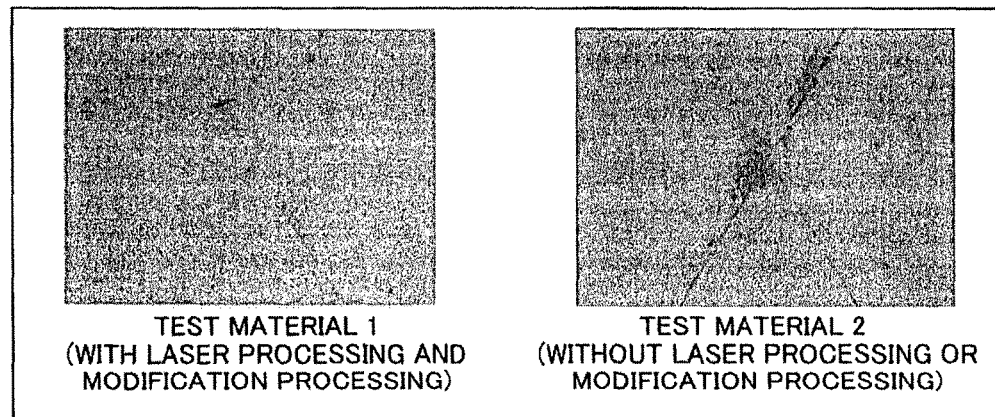 TEST MATERIAL 1
(WITH LASER PROCESSING AND
MODIFICATION PROCESSING)
TEST MATERIAL 2
(WITHOUT LASER PROCESSING OR
MODIFICATION PROCESSING)